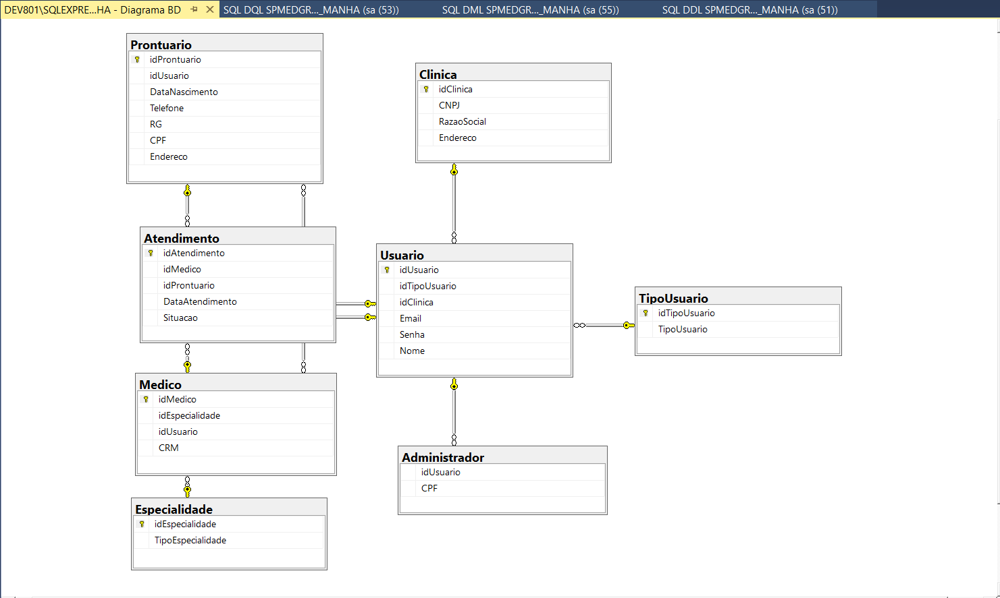 DEV801\SQLEXPRE...HA - Diagrama BD
SQL DQL SPMEDGR..._MANHA (sa (53))
SQL DML SPMEDGR..._MANHA (sa (55))
SQL DDL SPMEDGR..._MANHA (sa (51))
Prontuario
idProntuario
idUsuario
DataNascimento
Telefone
RG
CPF
Endereco
Clinica
idClinica
CNPJ
RazaoSocial
Endereco
Atendimento
idAtendimento
idMedico
idProntuario
DataAtendimento
Situacao
Usuario
idUsuario
idTipoUsuario
idClinica
Email
Senha
Nome
TipoUsuario
idTipoUsuario
TipoUsuario
Medico
idMedico
idEspecialidade
idUsuario
CRM
Administrador
idUsuario
CPF
Especialidade
idEspecialidade
TipoEspecialidade